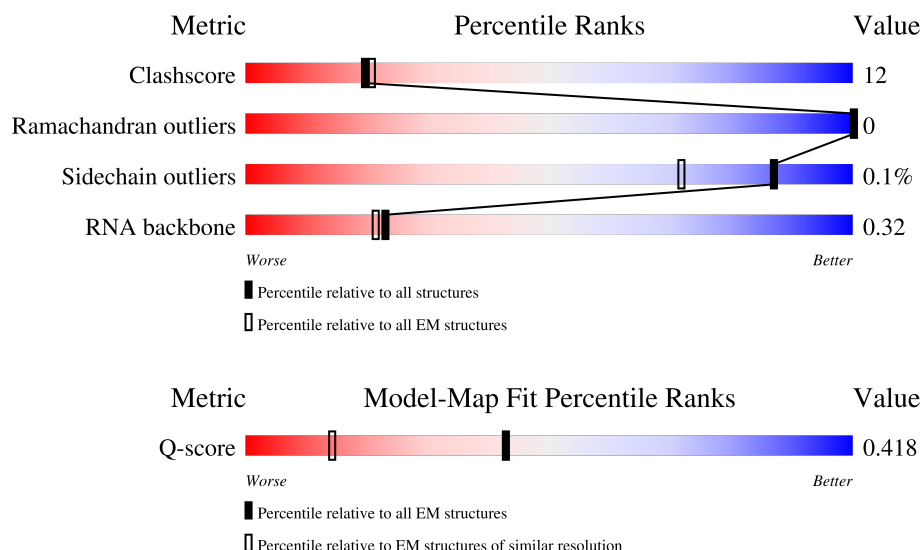 Metric Percentile Ranks Value
Clashscore 12
Ramachandran outliers 0
Sidechain outliers 0.1%
RNA backbone 0.32
Worse Better
Percentile relative to all structures
Percentile relative to all EM structures
Metric Model-Map Fit Percentile Ranks Value
Q-score 0.418
Worse Better
Percentile relative to all EM structures
Percentile relative to EM structures of similar resolution